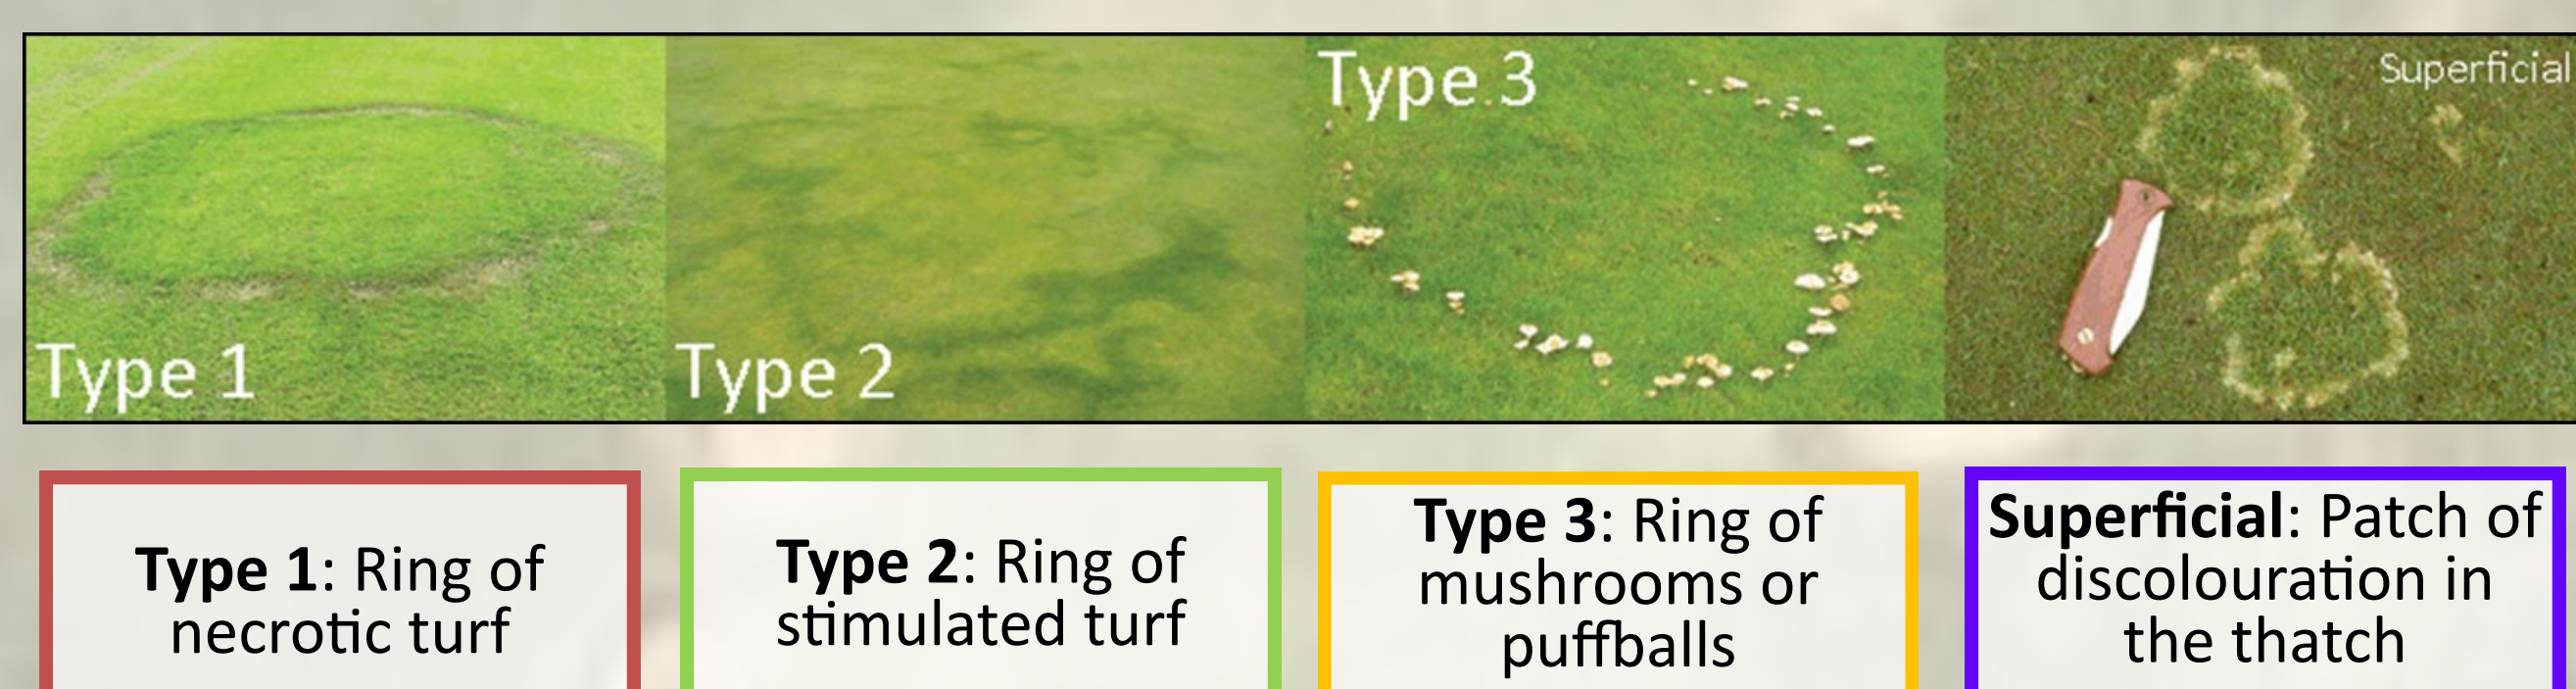 Type 1
Type 2
Type 3
Superficial
Type 1: Ring of
necrotic turf
Type 2: Ring of
stimulated turf
Type 3: Ring of
mushrooms or
puffballs
Superficial: Patch of
discolouration in
the thatch